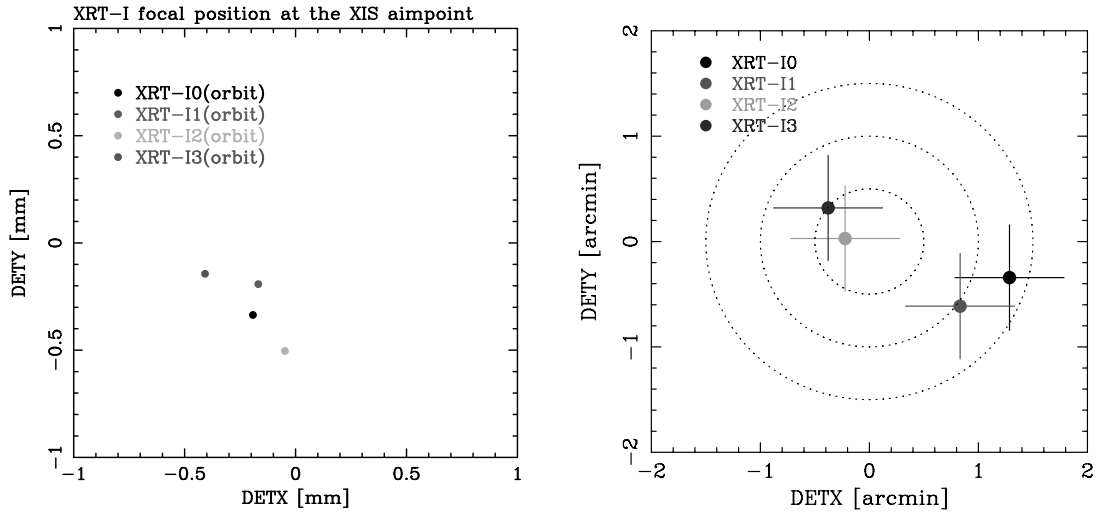 XRT-I focal position at the XIS aimpoint
1
0.5
0
-0.5
-1
DETY [mm]
XRT-I0(orbit)
XRT-I1(orbit)
XRT-I2(orbit)
XRT-I3(orbit)
-1
-0.5
0
0.5
1
DETX [mm]
2
1
0
-1
-2
DETY [arcmin]
XRT-I0
XRT-I1
XRT-I2
XRT-I3
-2
-1
0
1
2
DETX [arcmin]